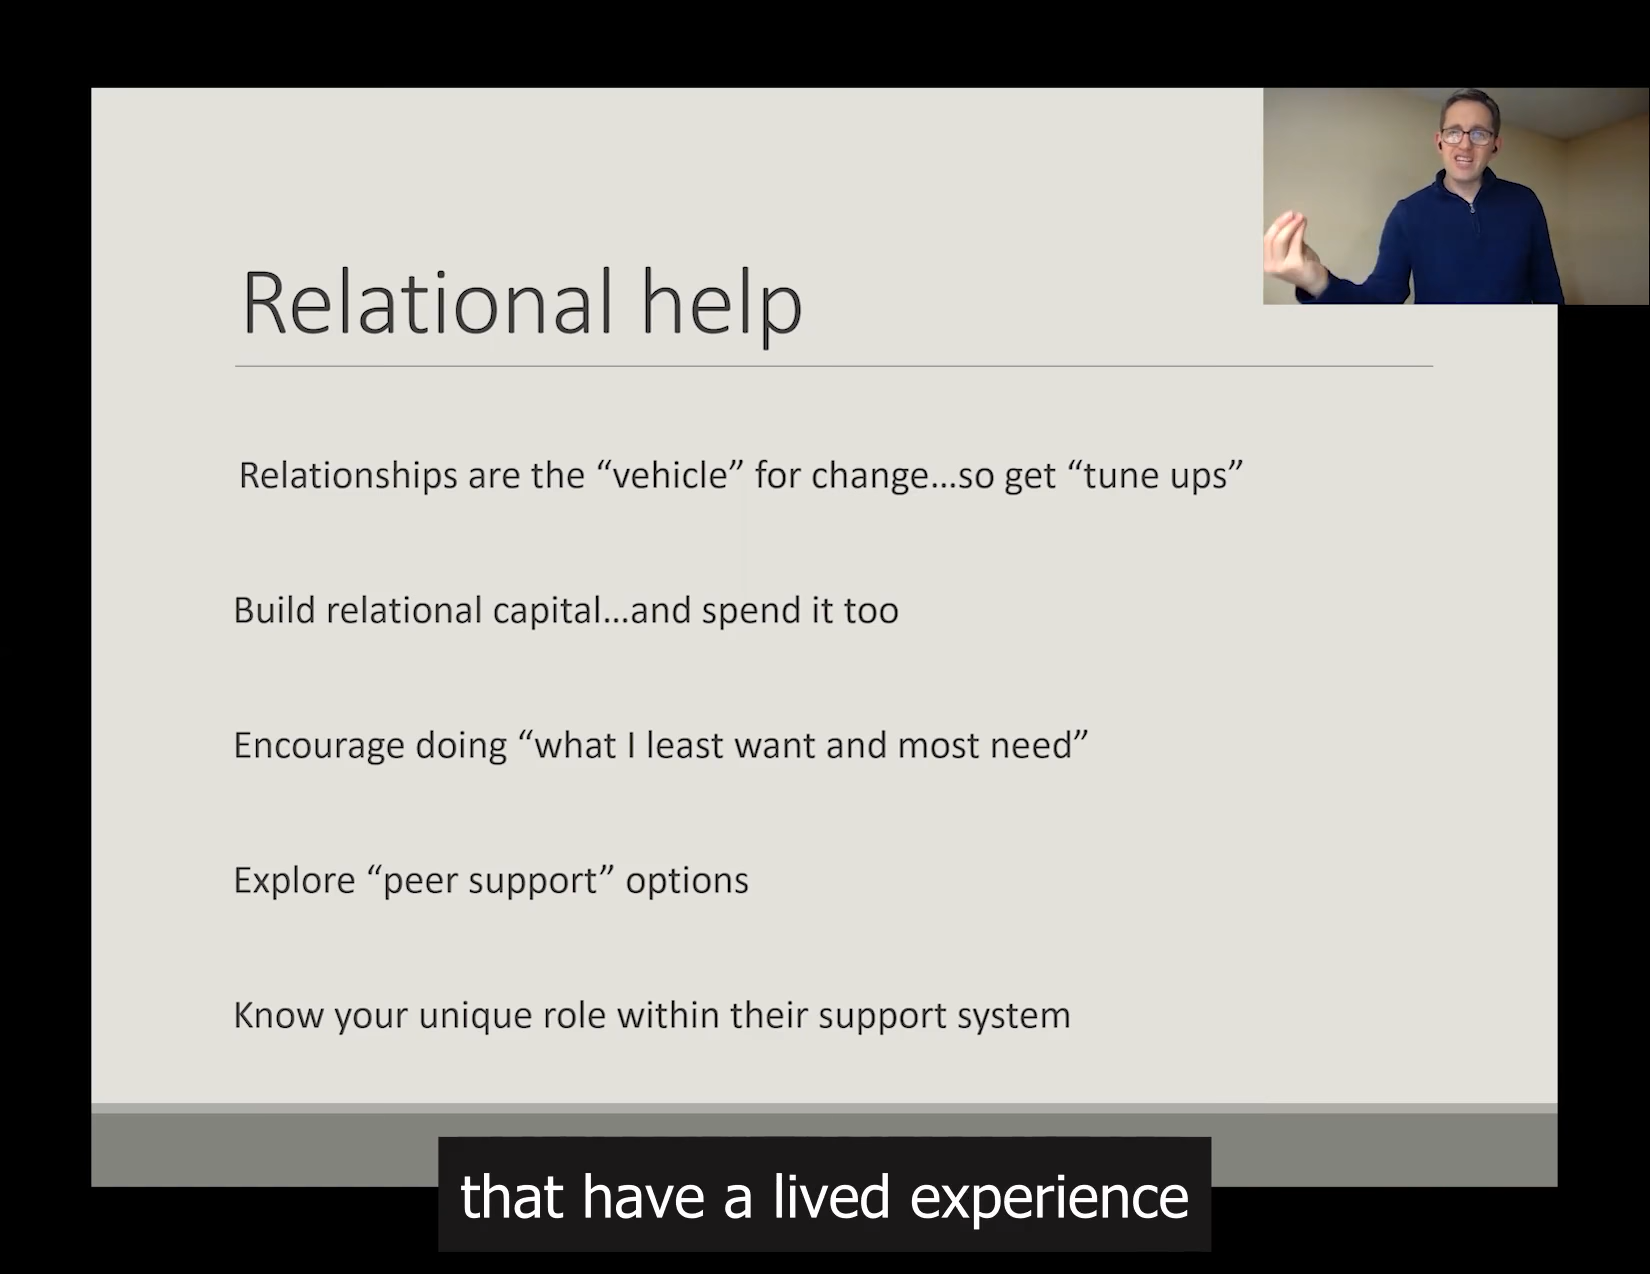 Relational help
Relationships are the “vehicle” for change…so get “tune ups”
Build relational capital…and spend it too
Encourage doing “what I least want and most need”
Explore “peer support” options
Know your unique role within their support system
that have a lived experience